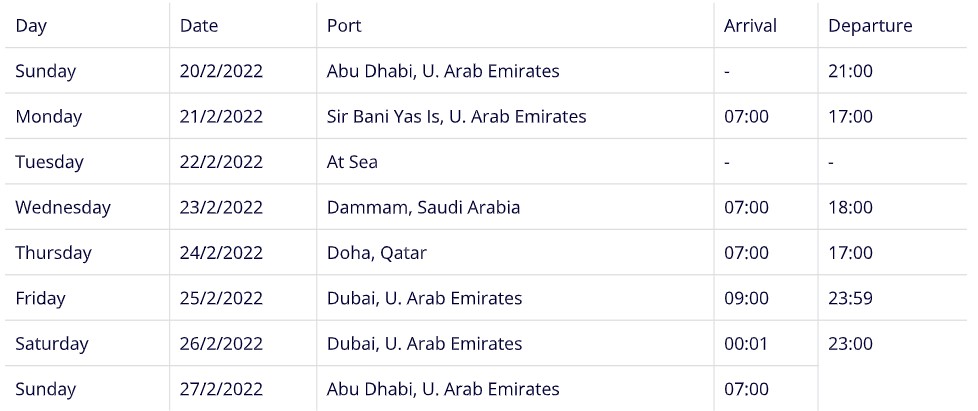 Day Date Port Arrival Departure
Sunday 20/2/2022 Abu Dhabi, U. Arab Emirates - 21:00
Monday 21/2/2022 Sir Bani Yas Is, U. Arab Emirates 07:00 17:00
Tuesday 22/2/2022 At Sea - -
Wednesday 23/2/2022 Dammam, Saudi Arabia 07:00 18:00
Thursday 24/2/2022 Doha, Qatar 07:00 17:00
Friday 25/2/2022 Dubai, U. Arab Emirates 09:00 23:59
Saturday 26/2/2022 Dubai, U. Arab Emirates 00:01 23:00
Sunday 27/2/2022 Abu Dhabi, U. Arab Emirates 07:00